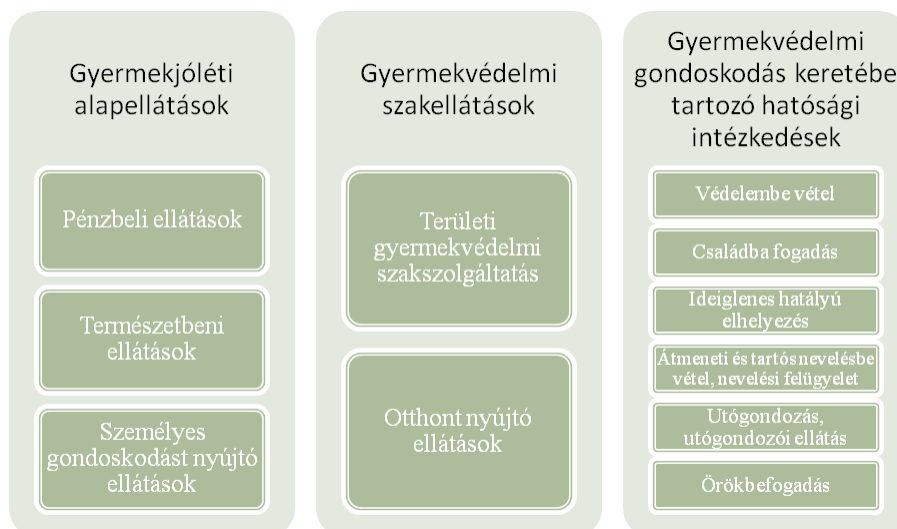 Gyermekjóléti
alapellátások
Pénzbeli ellátások
Természetbeni
ellátások
Személyes
gondoskodást nyújtó
ellátások
Gyermekvédelmi
szakellátások
Területi
gyermekvédelmi
szakszolgáltatás
Otthont nyújtó
ellátások
Gyermekvédelmi
gondoskodás keretébe
tartozó hatósági
intézkedések
Védelembe vétel
Családba fogadás
Ideiglenes hatályú
elhelyezés
Átmeneti és tartós nevelésbe
vétel, nevelési felügyelet
Utógondozás,
utógondozói ellátás
Örökbefogadás